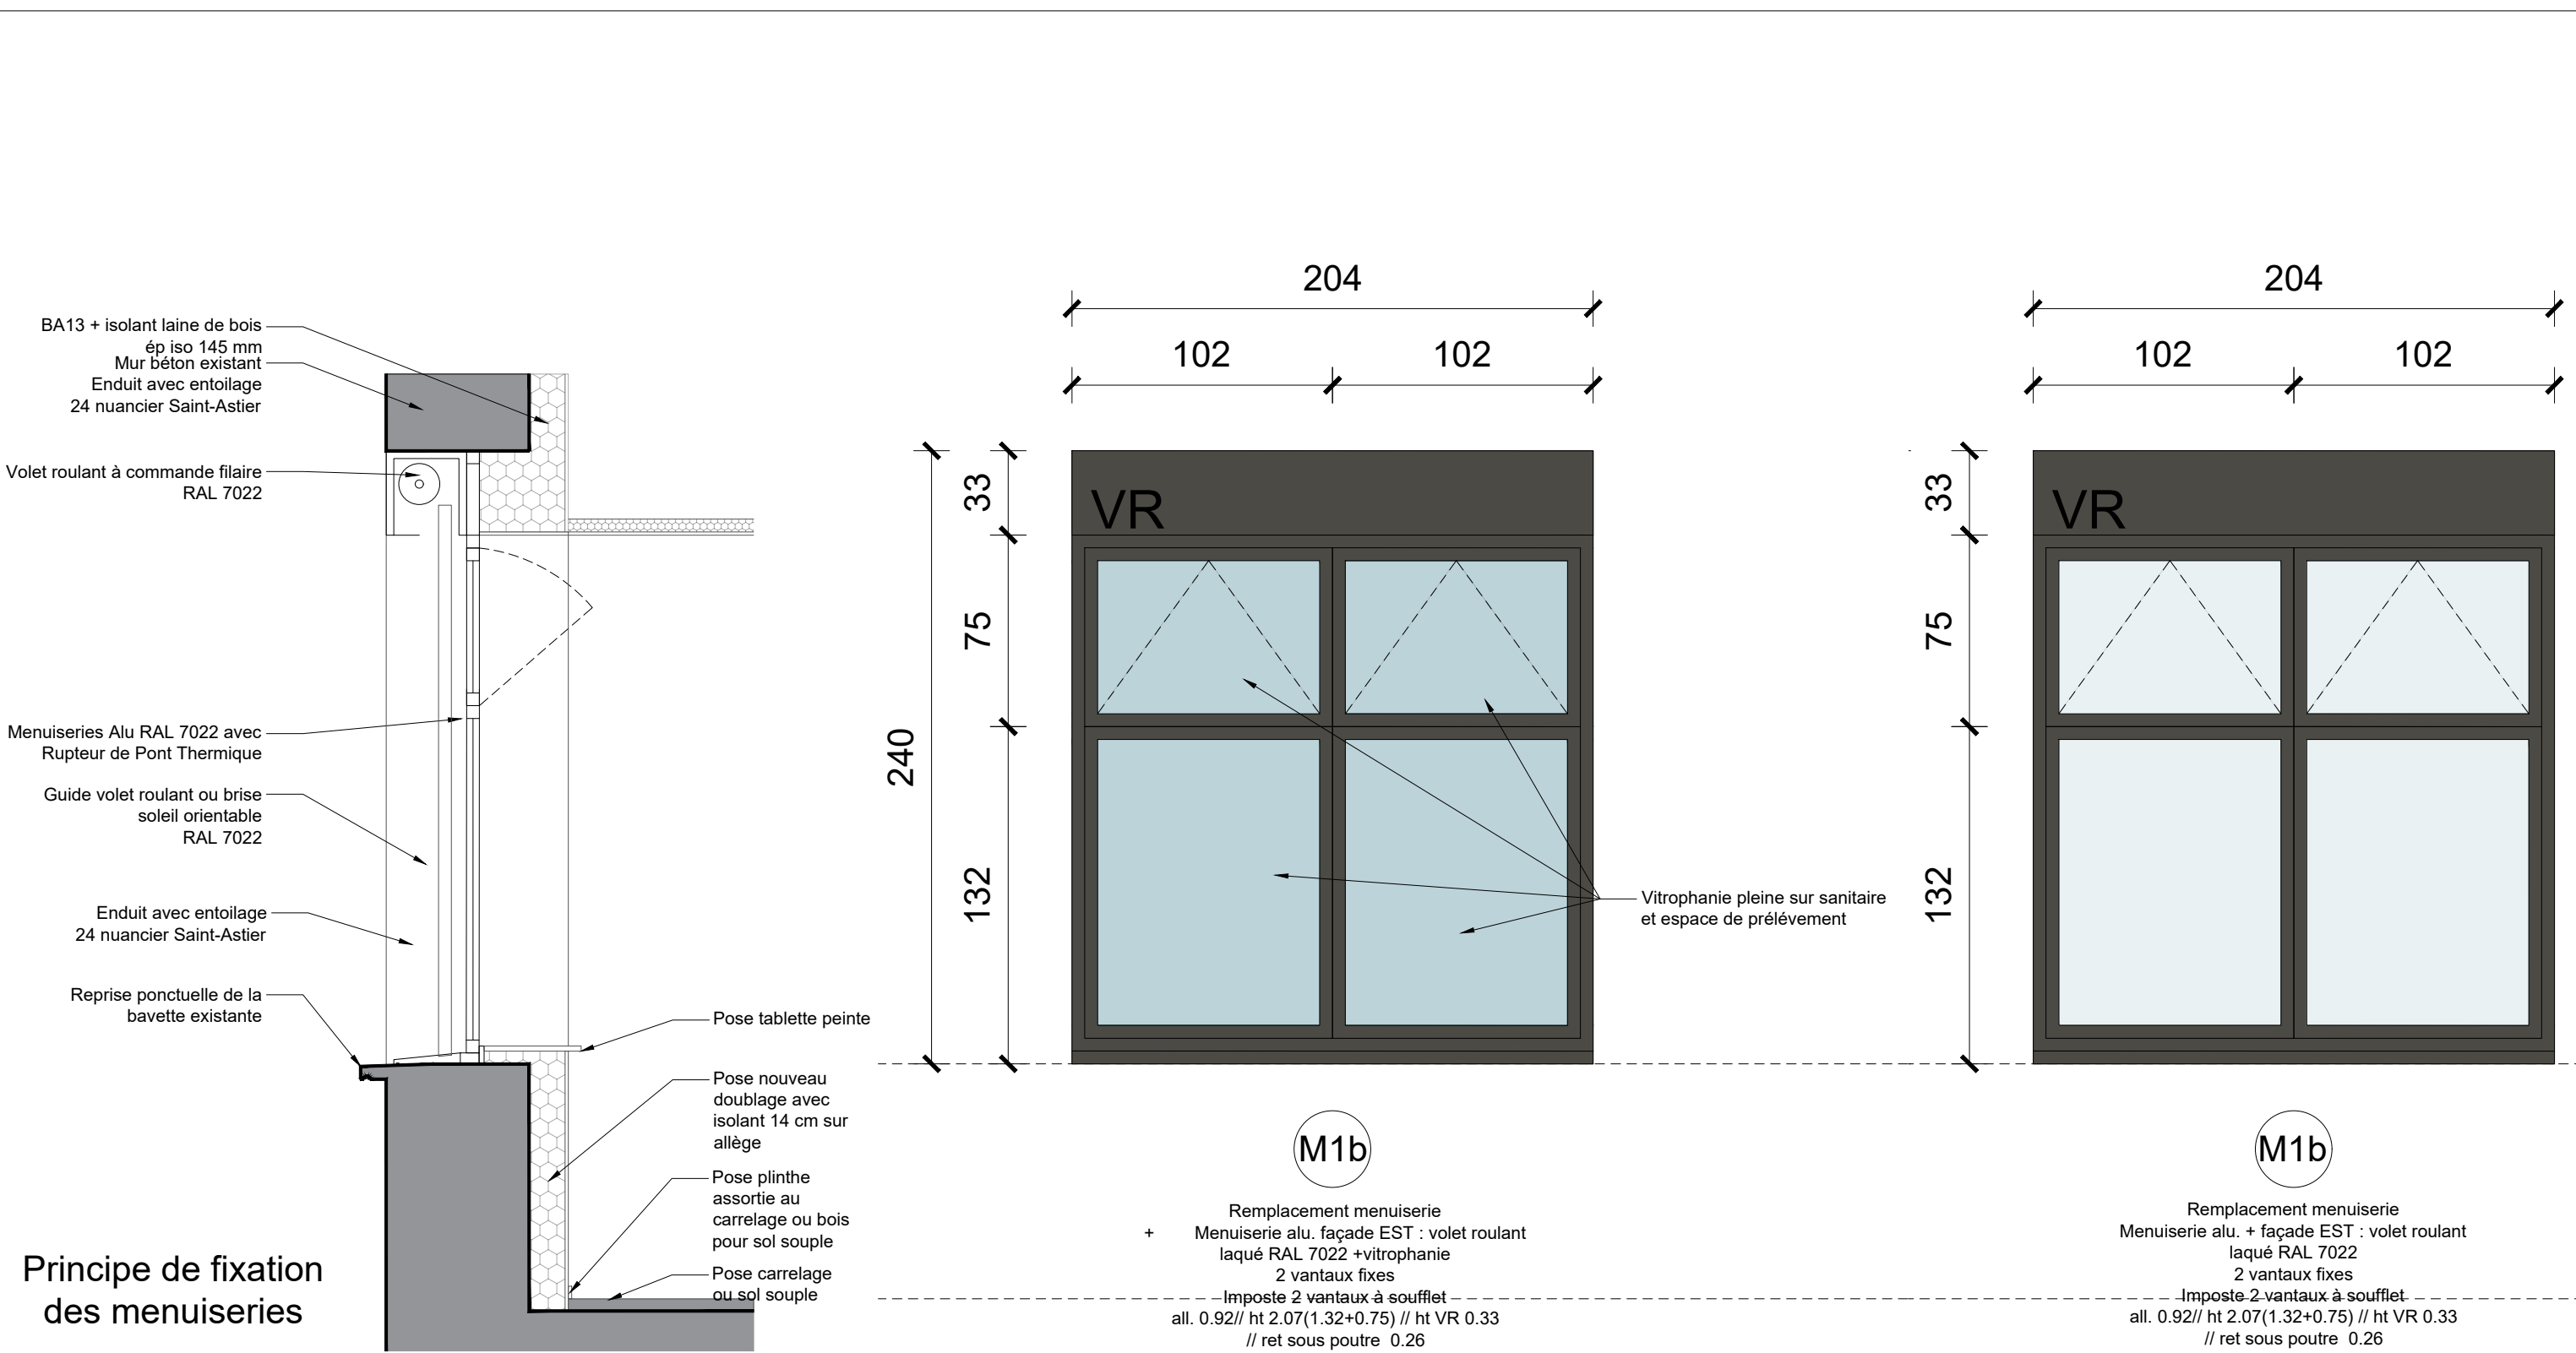 BA13 + isolant laine de bois
ép iso 145 mm
Mur béton existant
Enduit avec entoilage
24 nuancier Saint-Astier
Volet roulant à commande filaire
RAL 7022
Menuiseries Alu RAL 7022 avec
Rupteur de Pont Thermique
Guide volet roulant ou brise
soleil orientable
RAL 7022
Enduit avec entoilage
24 nuancier Saint-Astier
Reprise ponctuelle de la
bavette existante
Pose tablette peinte
Pose nouveau
doublage avec
isolant 14 cm sur
allège
Pose plinthe
assortie au
carrelage ou bois
pour sol souple
Pose carrelage
ou sol souple
Principe de fixation
des menuiseries
204
102 102
33
75
240
132
VR
Vitrophanie pleine sur sanitaire
et espace de prélévement
M1b
Remplacement menuiserie
+ Menuiserie alu. façade EST : volet roulant
laqué RAL 7022 +vitrophanie
2 vantaux fixes
Imposte 2 vantaux à soufflet
all. 0.92// ht 2.07(1.32+0.75) // ht VR 0.33
// ret sous poutre 0.26
204
102 102
33
75
132
VR
M1b
Remplacement menuiserie
Menuiserie alu. + façade EST : volet roulant
laqué RAL 7022
2 vantaux fixes
Imposte 2 vantaux à soufflet
all. 0.92// ht 2.07(1.32+0.75) // ht VR 0.33
// ret sous poutre 0.26